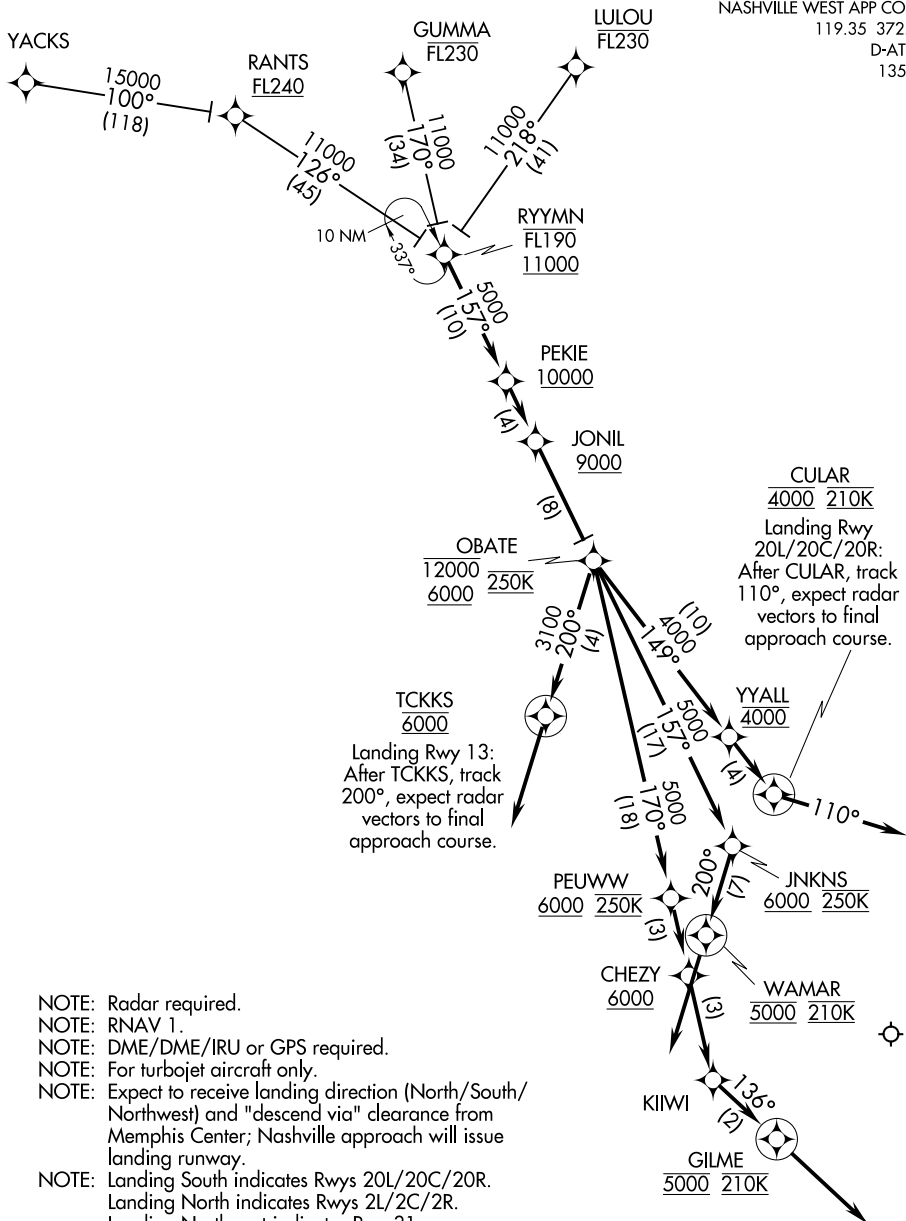 NASHVILLE WEST APP CO
119.35 372
D-AT
135
YACKS
RANTS
FL240
GUMMA
FL230
LULOU
FL230
15000
100°
(118)
11000
126°
(45)
11000
170°
(34)
11000
218°
(41)
10 NM
337°
RYYMN
FL190
11000
5000
157°
(10)
PEKIE
10000
(4)
JONIL
9000
(8)
OBATE
12000
6000
250K
CULAR
4000 210K
Landing Rwy
20L/20C/20R:
After CULAR, track
110°, expect radar
vectors to final
approach course.
3100
200°
(4)
(10)
4000
149°
YYALL
4000
(4)
110°
TCKKS
6000
Landing Rwy 13:
After TCKKS, track
200°, expect radar
vectors to final
approach course.
5000
157°
(17)
5000
170°
(18)
JNKNS
6000 250K
200°
(7)
PEUWW
6000 250K
(3)
CHEZY
6000
WAMAR
5000 210K
(3)
KIIWI
136°
(2)
GILME
5000 210K
NOTE: Radar required.
NOTE: RNAV 1.
NOTE: DME/DME/IRU or GPS required.
NOTE: For turbojet aircraft only.
NOTE: Expect to receive landing direction (North/South/
Northwest) and "descend via" clearance from
Memphis Center; Nashville approach will issue
landing runway.
NOTE: Landing South indicates Rwys 20L/20C/20R.
Landing North indicates Rwys 2L/2C/2R.
Landing Northwest indicates Rwy 31.